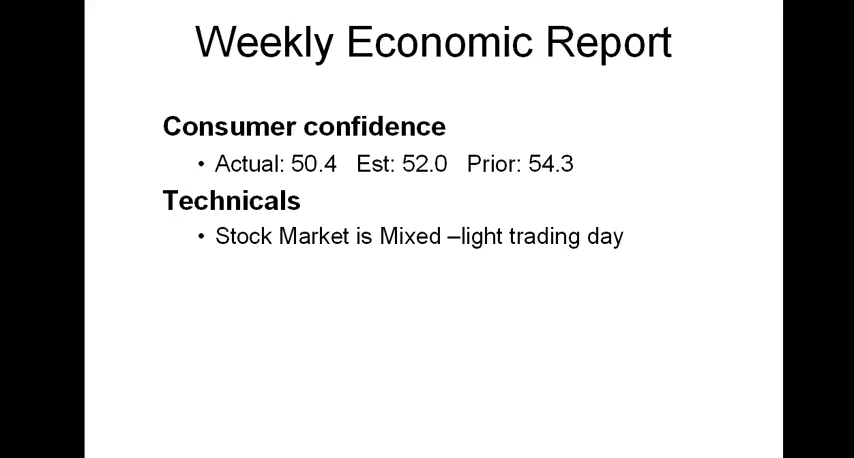 Weekly Economic Report
Consumer confidence
• Actual: 50.4 Est: 52.0 Prior: 54.3
Technicals
• Stock Market is Mixed –light trading day